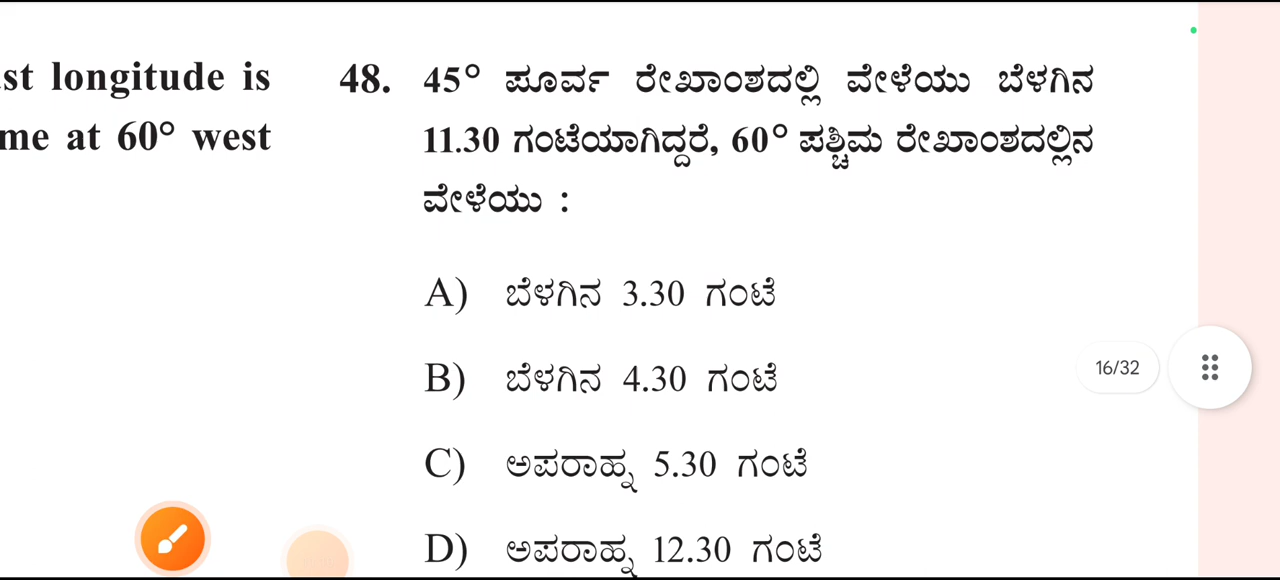 st longitude is
me at 60° west
48. 45° ಪೂರ್ವ ರೇಖಾಂಶದಲ್ಲಿ ವೇಳೆಯು ಬೆಳಗಿನ
11.30 ಗಂಟೆಯಾಗಿದ್ದರೆ, 60° ಪಶ್ಚಿಮ ರೇಖಾಂಶದಲ್ಲಿನ
ವೇಳೆಯು :
A) ಬೆಳಗಿನ 3.30 ಗಂಟೆ
B) ಬೆಳಗಿನ 4.30 ಗಂಟೆ
C) ಅಪರಾಹ್ನ 5.30 ಗಂಟೆ
D) ಅಪರಾಹ್ನ 12.30 ಗಂಟೆ
16/32